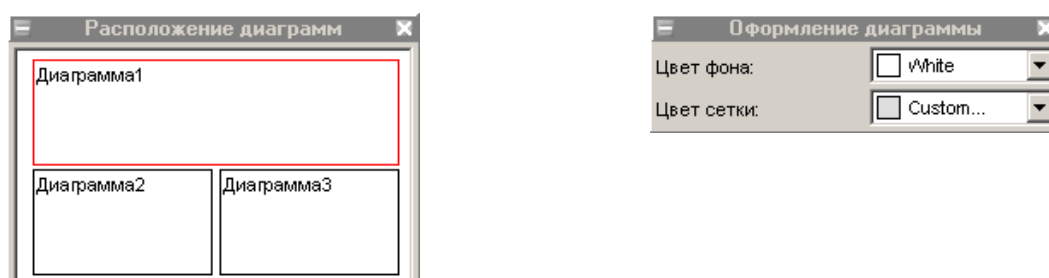 Расположение диаграмм
Диаграмма1
Диаграмма2
Диаграмма3
Оформление диаграммы
Цвет фона:
White
Цвет сетки:
Custom...